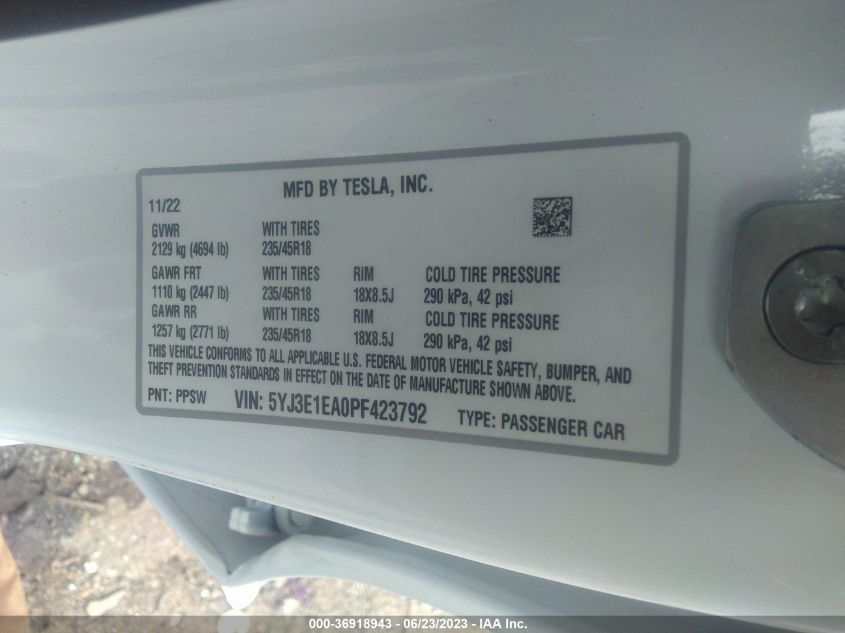 MFD BY TESLA, INC.
11/22
GVWR WITH TIRES
2129 kg (4694 lb) 235/45R18
GAWR FRT WITH TIRES RIM COLD TIRE PRESSURE
1110 kg (2447 lb) 235/45R18 18X8.5J 290 kPa, 42 psi
GAWR RR WITH TIRES RIM COLD TIRE PRESSURE
1257 kg (2771 lb) 235/45R18 18X8.5J 290 kPa, 42 psi
THIS VEHICLE CONFORMS TO ALL APPLICABLE U.S. FEDERAL MOTOR VEHICLE SAFETY, BUMPER, AND
THEFT PREVENTION STANDARDS IN EFFECT ON THE DATE OF MANUFACTURE SHOWN ABOVE.
PNT: PPSW VIN: 5YJ3E1EA0PF423792 TYPE: PASSENGER CAR
000-36918943 - 06/23/2023 - IAA Inc.